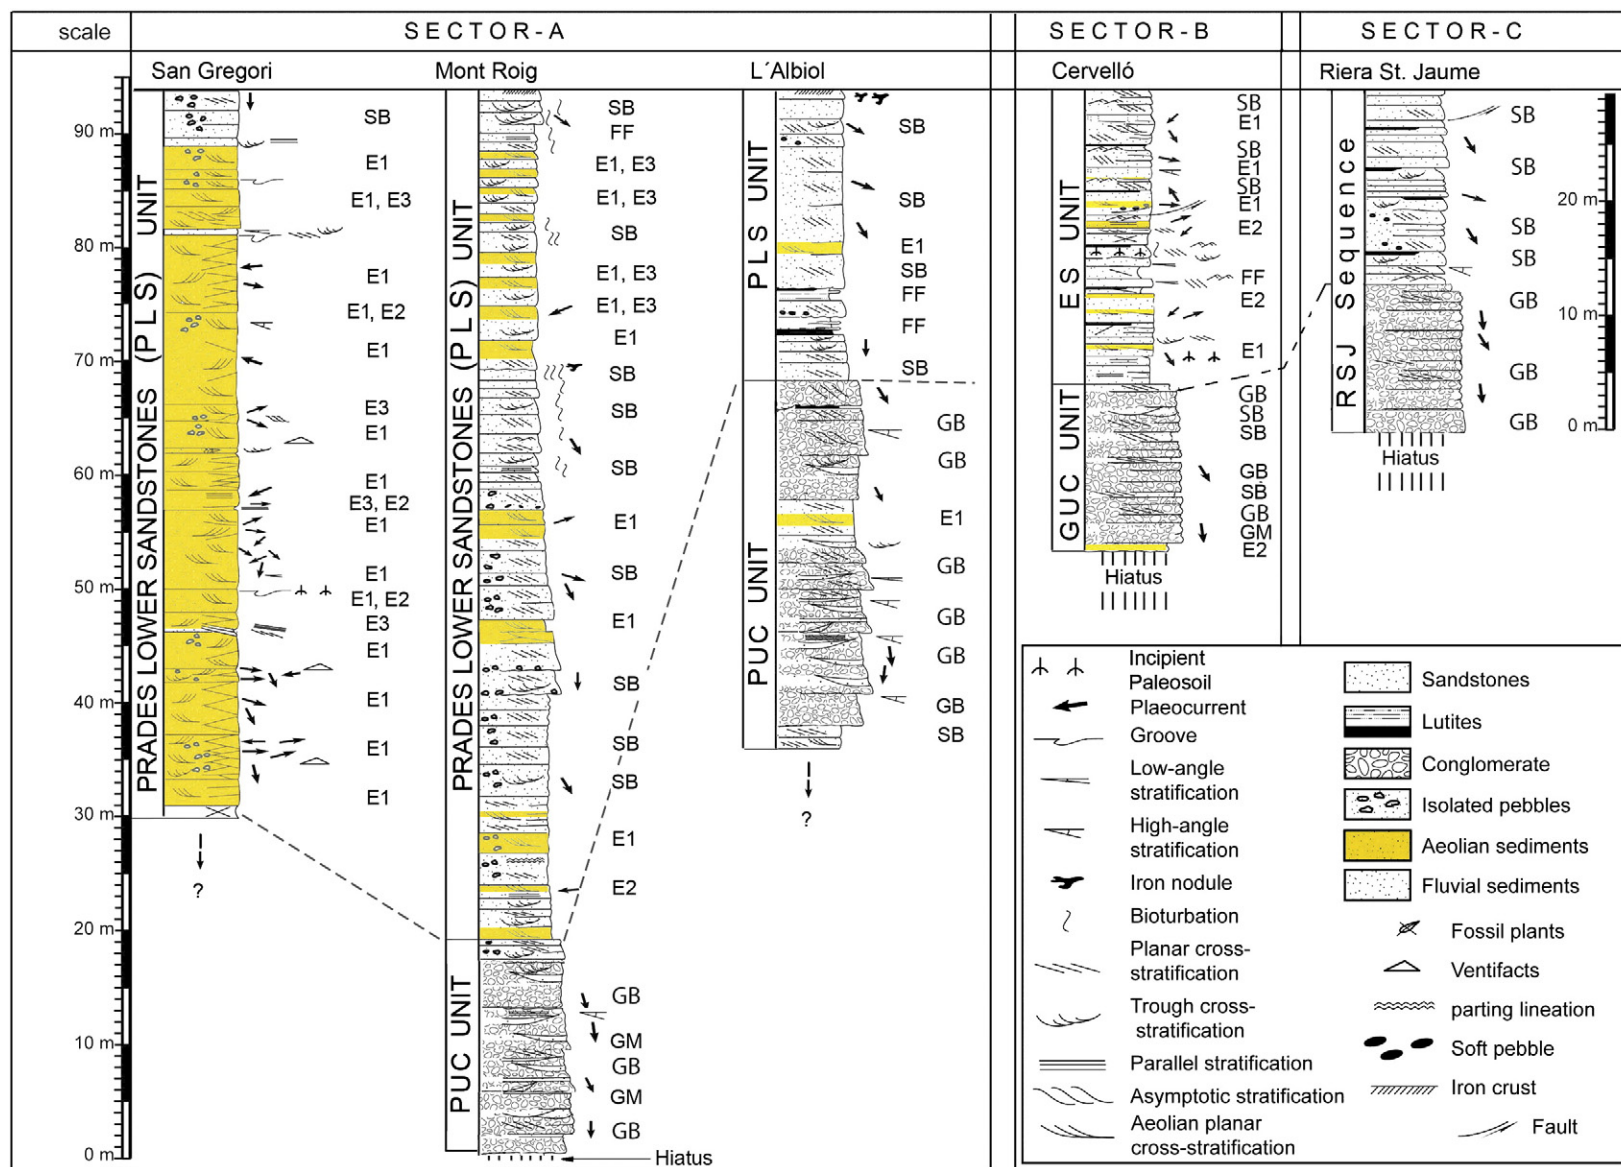 scale
SECTOR-A
SECTOR-B
SECTOR-C
San Gregori
Mont Roig
L´Albiol
Cervelló
Riera St. Jaume
90 m
80 m
70 m
60 m
50 m
40 m
30 m
20 m
10 m
0 m
PRADES LOWER SANDSTONES (PLS) UNIT
SB
E1
E1, E3
E1
E1, E2
E1
E3
E1
E1
E3, E2
E1
E1
E1, E2
E3
E1
E1
E1
E1
?
PRADES LOWER SANDSTONES (PLS) UNIT
PUC UNIT
SB
FF
E1, E3
E1, E3
SB
E1, E3
E1, E3
E1
SB
SB
SB
E1
SB
E1
SB
SB
SB
E1
E2
GB
GM
GB
GM
GB
Hiatus
PLS UNIT
PUC UNIT
SB
SB
E1
SB
FF
FF
SB
GB
GB
E1
GB
GB
GB
GB
SB
?
ES UNIT
GUC UNIT
SB
E1
SB
E1
SB
E1
E2
FF
E2
E1
GB
SB
SB
GB
SB
GB
GM
E2
Hiatus
RSJ Sequence
SB
SB
SB
SB
GB
GB
GB
20 m
10 m
0 m
Hiatus
Incipient
Paleosoil
Plaeocurrent
Groove
Low-angle
stratification
High-angle
stratification
Iron nodule
Bioturbation
Planar cross-
stratification
Trough cross-
stratification
Parallel stratification
Asymptotic stratification
Aeolian planar
cross-stratification
Sandstones
Lutites
Conglomerate
Isolated pebbles
Aeolian sediments
Fluvial sediments
Fossil plants
Ventifacts
parting lineation
Soft pebble
Iron crust
Fault